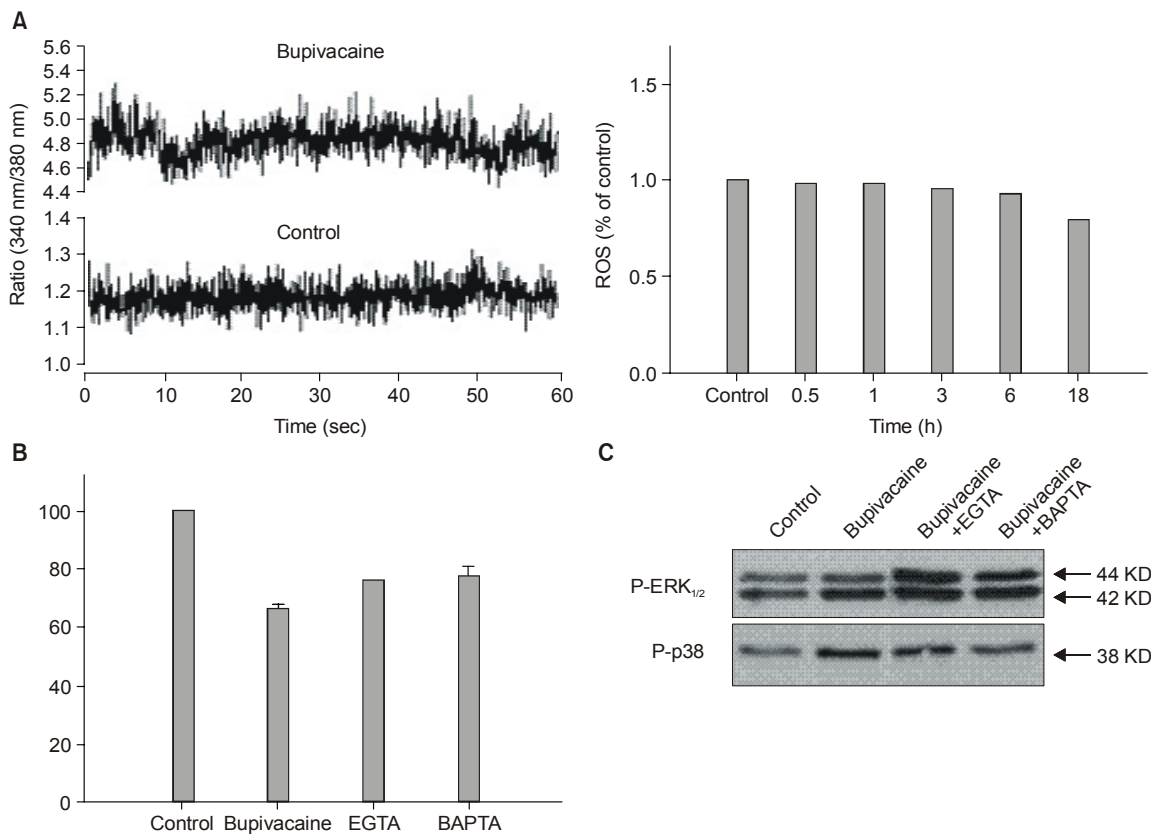 A
Bupivacaine
Ratio (340 nm/380 nm)
5.6
5.4
5.2
5.0
4.8
4.6
4.4
1.4
Control
1.3
1.2
1.1
1.0
0 10 20 30 40 50 60
Time (sec)
ROS (% of control)
1.5
1.0
0.5
0.0
Control 0.5 1 3 6 18
Time (h)
B
100
80
60
40
20
0
Control Bupivacaine EGTA BAPTA
C
Control
Bupivacaine
Bupivacaine
+EGTA
Bupivacaine
+BAPTA
P-ERK1/2
44 KD
42 KD
P-p38
38 KD